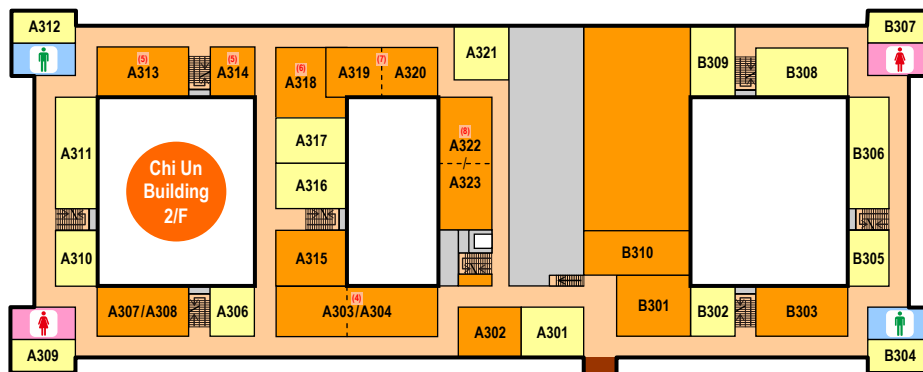 A312
B307
A321
B309
B308
(5)
A313
(5)
A314
(6)
A318
A319
(7)
A320
A311
A317
A316
(8)
A322
/
A323
B306
Chi Un
Building
2/F
A310
A315
B310
B305
A307/A308
A306
(4)
A303/A304
A302
A301
B301
B302
B303
A309
B304